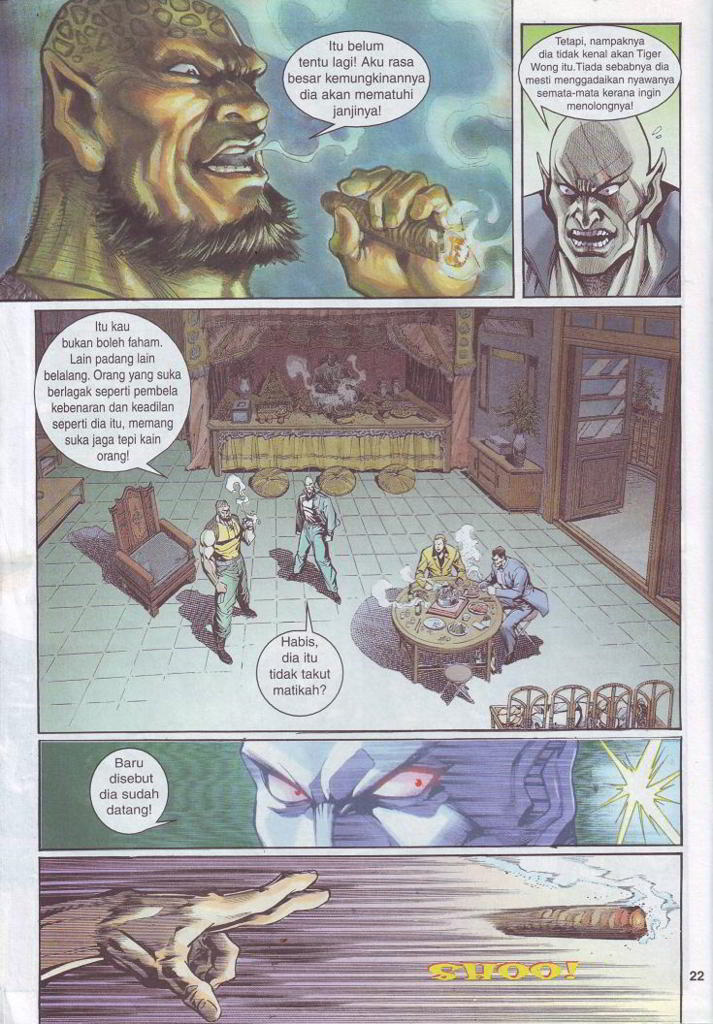 Itu belum
tentu lagi! Aku rasa
besar kemungkinannya
dia akan mematuhi
janjinya!
Tetapi, nampaknya
dia tidak kenal akan Tiger
Wong itu.Tiada sebabnya dia
mesti menggadaikan nyawanya
semata-mata kerana ingin
menolongnya!
Itu kau
bukan boleh faham.
Lain padang lain
belalang. Orang yang suka
berlagak seperti pembela
kebenaran dan keadilan
seperti dia itu, memang
suka jaga tepi kain
orang!
Habis,
dia itu
tidak takut
matikah?
Baru
disebut
dia sudah
datang!
SHOO!
22